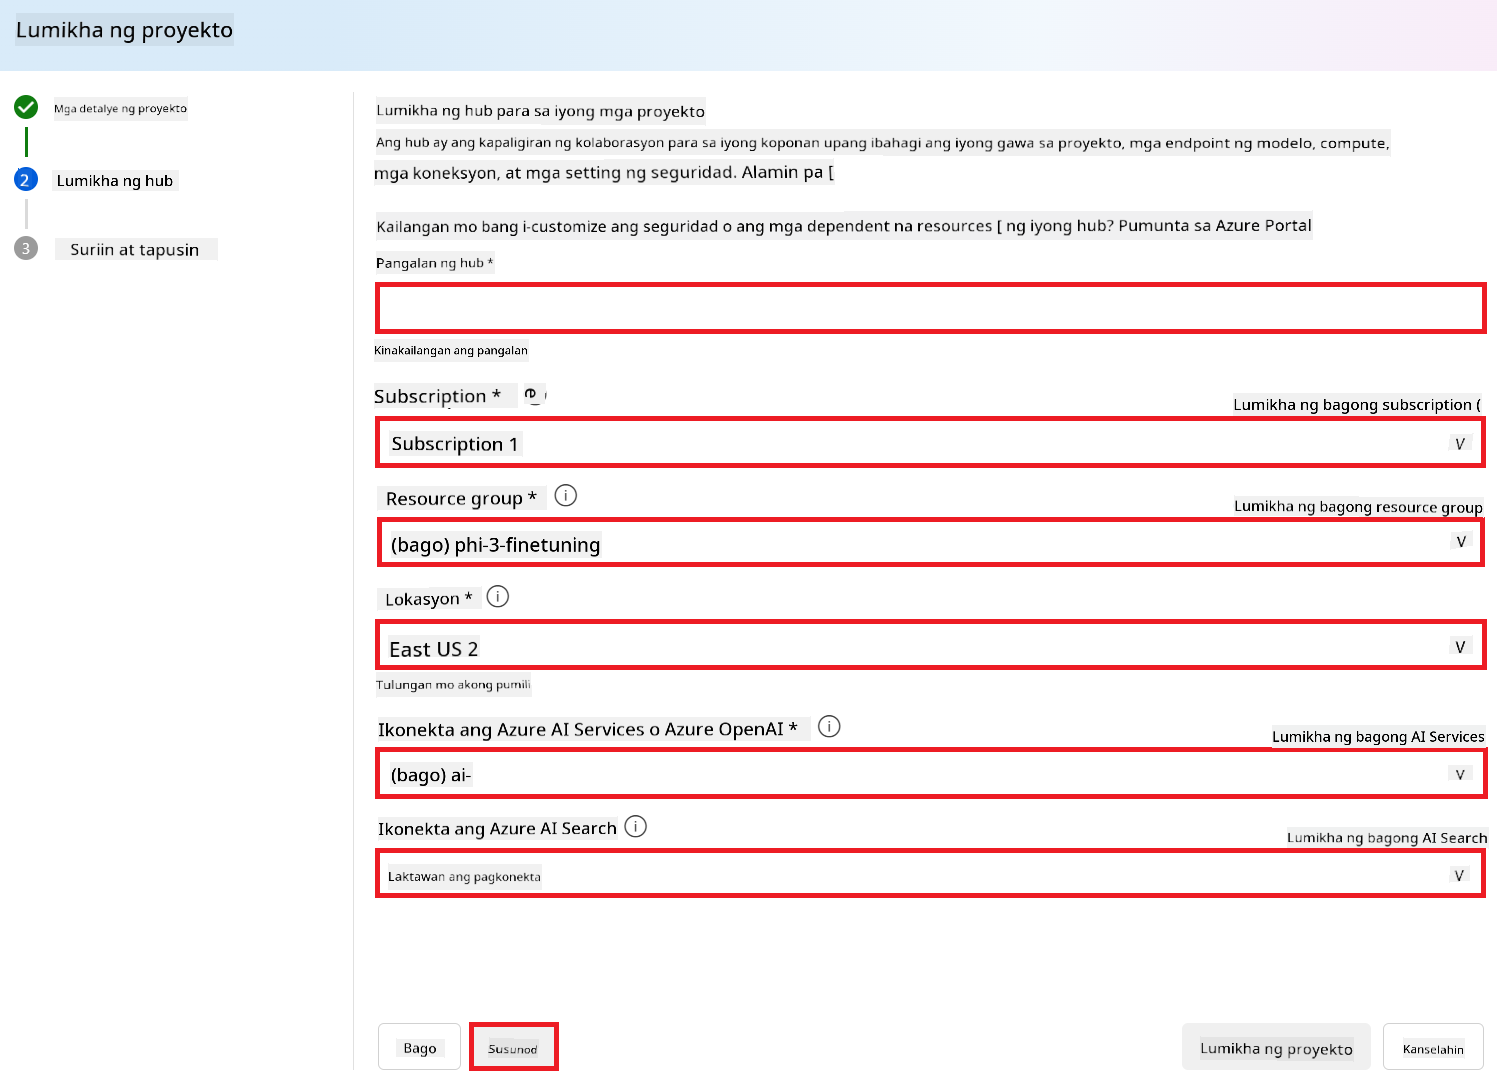 Lumikha ng proyekto
Mga detalye ng proyekto
2 Lumikha ng hub
3 Suriin at tapusin
Lumikha ng hub para sa iyong mga proyekto
Ang hub ay ang kapaligiran ng kolaborasyon para sa iyong koponan upang ibahagi ang iyong gawa sa proyekto, mga endpoint ng modelo, compute,
mga koneksyon, at mga setting ng seguridad. Alamin pa [
Kailangan mo bang i-customize ang seguridad o ang mga dependent na resources [ ng iyong hub? Pumunta sa Azure Portal
Pangalan ng hub *
Kinakailangan ang pangalan
Subscription *
Lumikha ng bagong subscription (
Subscription 1
V
Resource group *
Lumikha ng bagong resource group
(bago) phi-3-finetuning
V
Lokasyon *
East US 2
V
Tulungan mo akong pumili
Ikonekta ang Azure AI Services o Azure OpenAI *
Lumikha ng bagong AI Services
(bago) ai-
V
Ikonekta ang Azure AI Search
Lumikha ng bagong AI Search
Laktawan ang pagkonekta
V
Bago
Susunod
Lumikha ng proyekto
Kanselahin